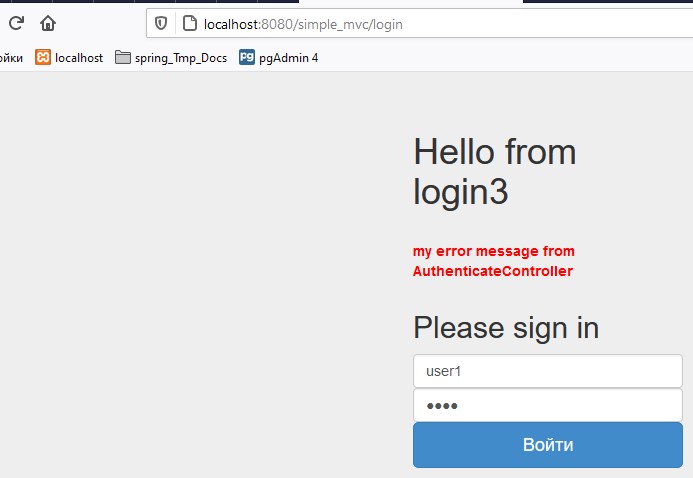 localhost:8080/simple_mvc/login
ойки localhost spring_Tmp_Docs Pg pgAdmin 4
Hello from
login3
my error message from
AuthenticateController
Please sign in
user1
••••
Войти